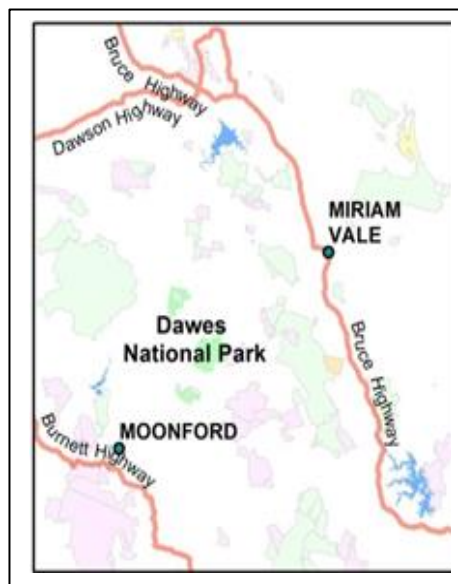 Bruce Highway
Dawson Highway
MIRIAM
VALE
Dawes
National Park
Bruce Highway
MOONFORD
Burnett Highway